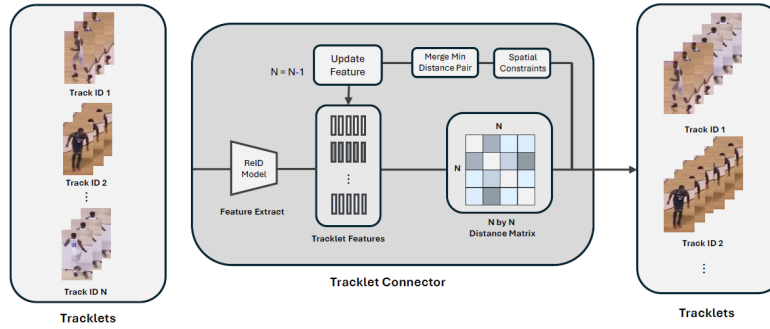 Track ID 1
Track ID 2
⋮
Track ID N
Tracklets
N = N-1
Update
Feature
Merge Min
Distance Pair
Spatial
Constraints
ReID
Model
Feature Extract
⋮
Tracklet Features
N
N
N by N
Distance Matrix
Tracklet Connector
Track ID 1
Track ID 2
⋮
Tracklets